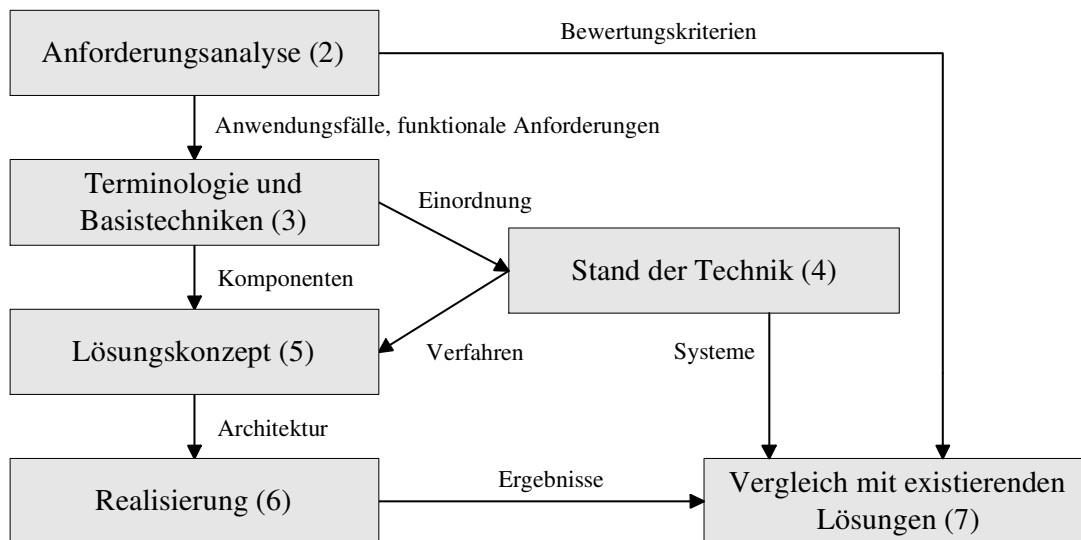 Anforderungsanalyse (2)
Bewertungskriterien
Anwendungsfälle, funktionale Anforderungen
Terminologie und
Basistechniken (3)
Einordnung
Stand der Technik (4)
Komponenten
Lösungskonzept (5)
Verfahren
Systeme
Architektur
Realisierung (6)
Ergebnisse
Vergleich mit existierenden
Lösungen (7)